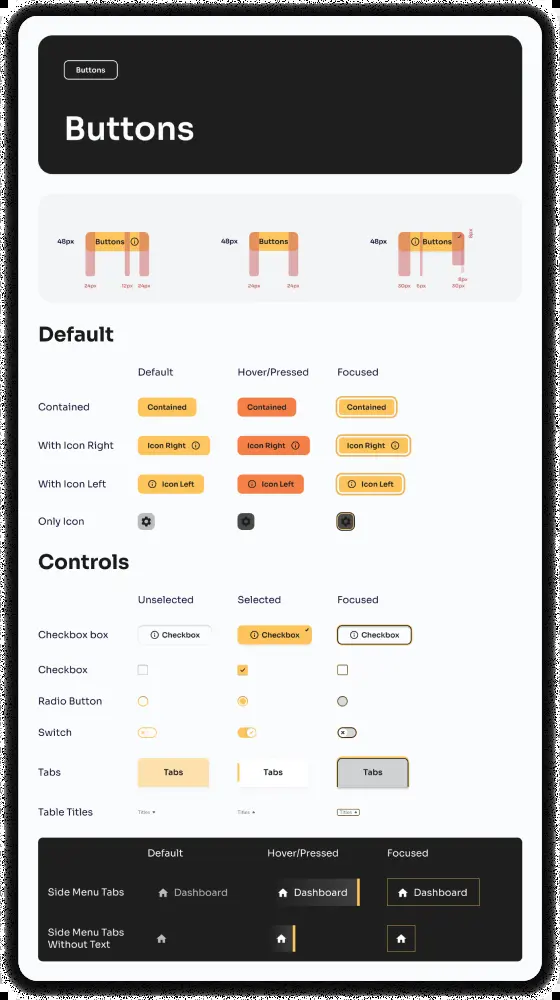 Buttons
Buttons
48px
Buttons
24px
12px
24px
48px
Buttons
24px
24px
48px
Buttons
8px
30px
6px
8px
30px
Default
Default
Hover/Pressed
Focused
Contained
Contained
Contained
Contained
With Icon Right
Icon Right
Icon Right
Icon Right
With Icon Left
Icon Left
Icon Left
Icon Left
Only Icon
Controls
Unselected
Selected
Focused
Checkbox box
Checkbox
Checkbox
Checkbox
Checkbox
Radio Button
Switch
Tabs
Tabs
Tabs
Tabs
Table Titles
Titles
Titles
Titles
Default
Hover/Pressed
Focused
Side Menu Tabs
Dashboard
Dashboard
Dashboard
Side Menu Tabs
Without Text